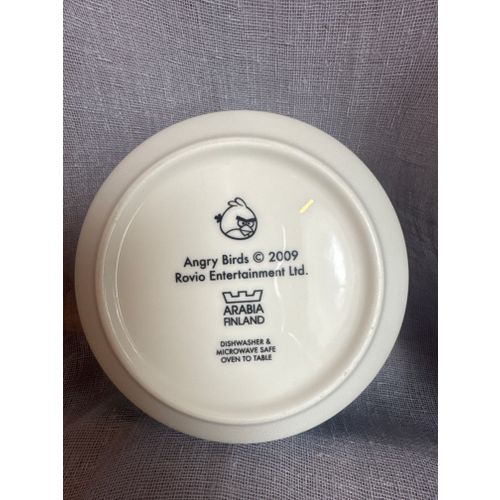 Angry Birds © 2009
Rovio Entertainment Ltd.
ARABIA
FINLAND
DISHWASHER &
MICROWAVE SAFE
OVEN TO TABLE